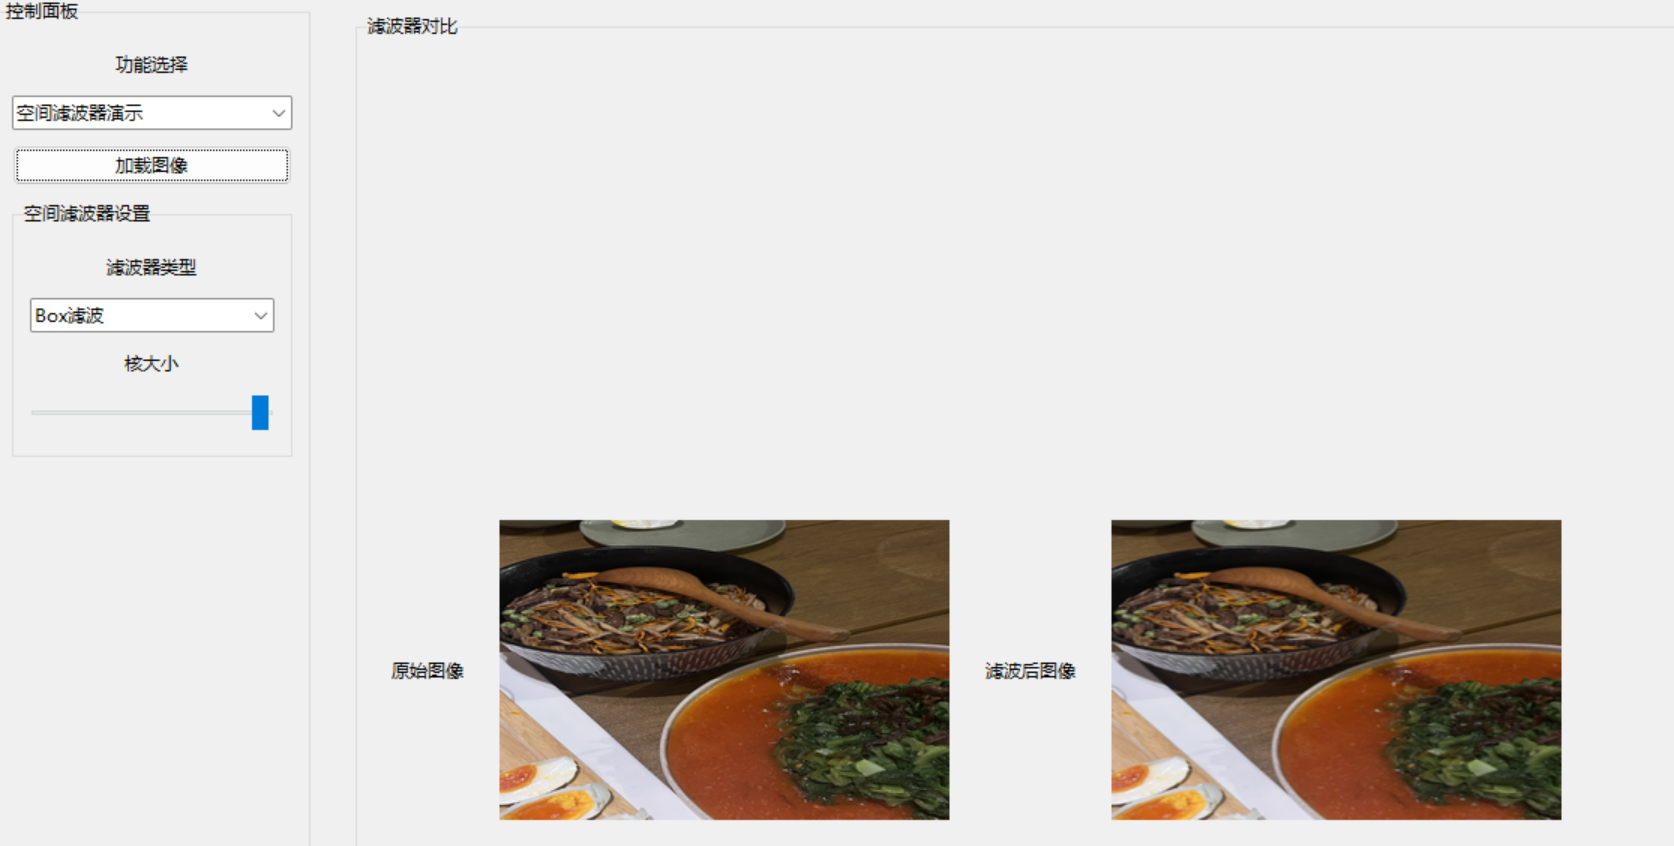 控制面板
功能选择
空间滤波器演示
加载图像
空间滤波器设置
滤波器类型
Box滤波
核大小
滤波器对比
原始图像
滤波后图像